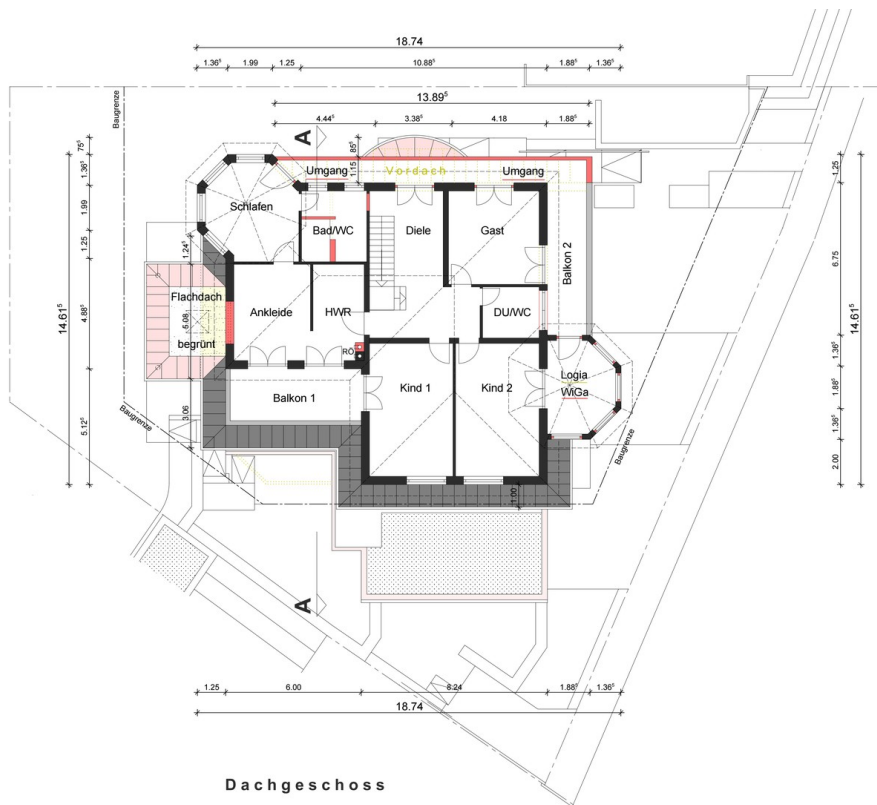 18.74
1.36⁵ 1.99 1.25 10.88⁵ 1.88⁵ 1.36⁵
13.89⁵
4.44⁵ 3.38⁵ 4.18 1.88⁵
Baugrenze
A
85⁵
1.15
Umgang
Vordach
Umgang
75⁵
1.36⁵
1.99
1.25
4.88⁵
5.12⁵
14.61⁵
1.24⁵
5.08
3.06
Schlafen
Bad/WC
Diele
Gast
Balkon 2
Flachdach
begrünt
Ankleide
HWR
DU/WC
RÖ
Balkon 1
Kind 1
Kind 2
Logia
WiGa
Baugrenze
Baugrenze
1.00
1.25
6.75
1.36⁵
1.88⁵
1.36⁵
2.00
14.61⁵
A
1.25 6.00 8.24 1.88⁵ 1.36⁵
18.74
Dachgeschoss